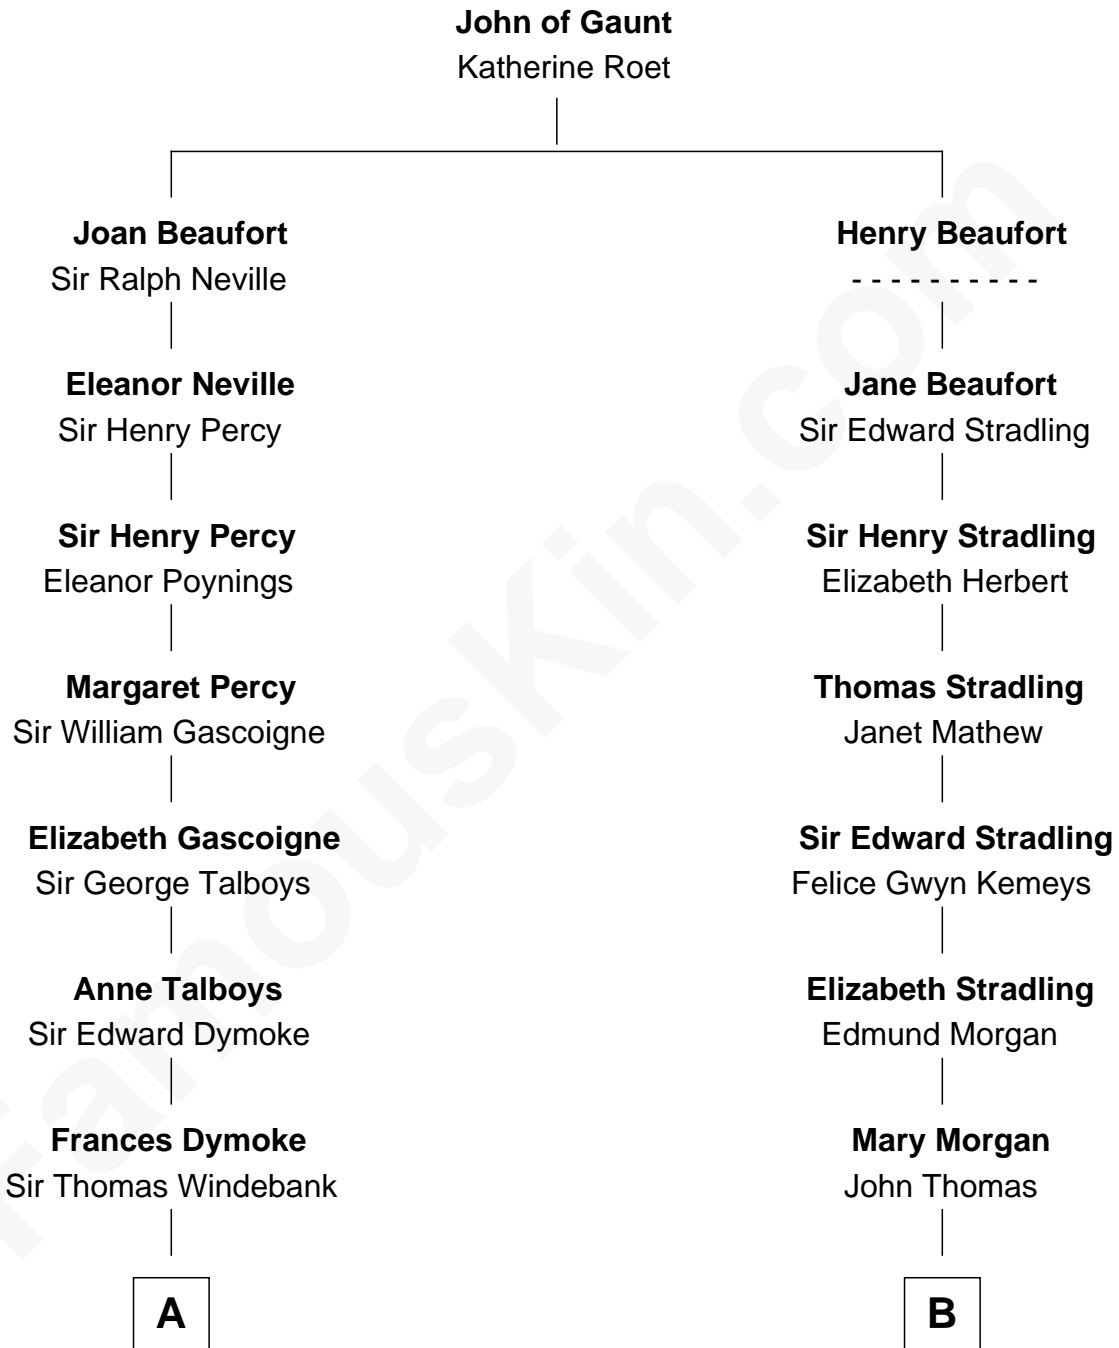 John of Gaunt
Katherine Roet
Joan Beaufort
Sir Ralph Neville
Henry Beaufort
- - - - - - - - - -
Eleanor Neville
Sir Henry Percy
Jane Beaufort
Sir Edward Stradling
Sir Henry Percy
Eleanor Poynings
Sir Henry Stradling
Elizabeth Herbert
Margaret Percy
Sir William Gascoigne
Thomas Stradling
Janet Mathew
Elizabeth Gascoigne
Sir George Talboys
Sir Edward Stradling
Felice Gwyn Kemeys
Anne Talboys
Sir Edward Dymoke
Elizabeth Stradling
Edmund Morgan
Frances Dymoke
Sir Thomas Windebank
Mary Morgan
John Thomas
A
B
FamousKin.com